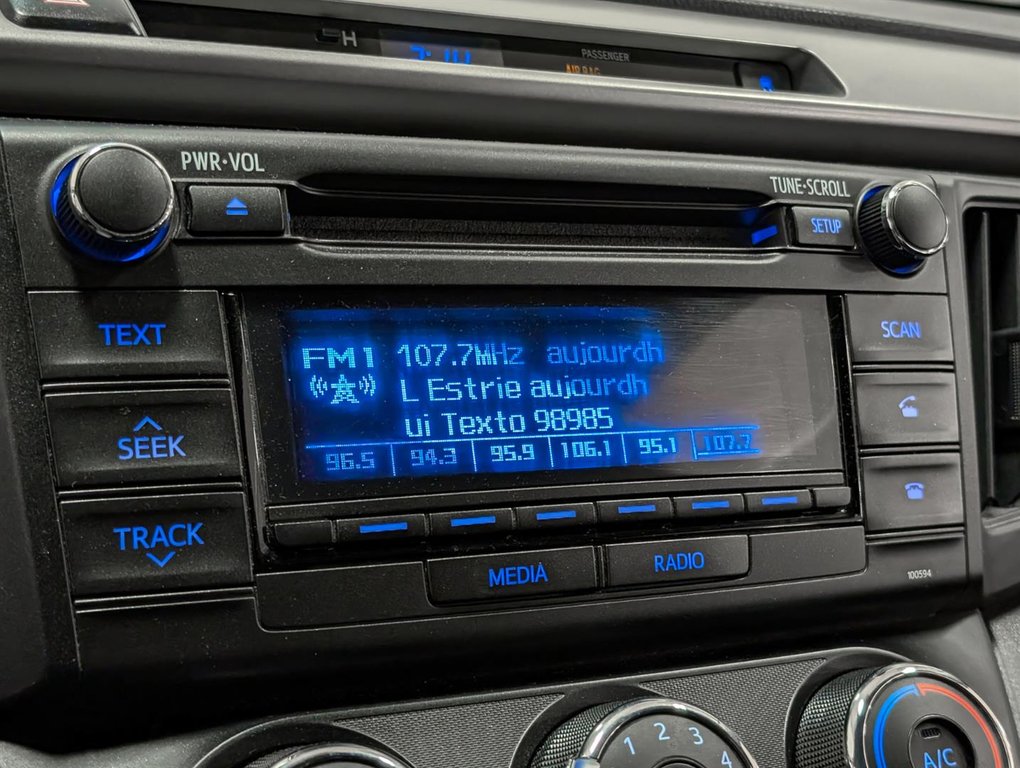 H
PASSENGER
AIRBAG
PWR•VOL
TUNE•SCROLL
SETUP
TEXT
SCAN
FM1 107.7MHz aujourdh
L Estrie aujourdh
ui Texto 98985
96.5 94.3 95.9 106.1 95.1 107.7
SEEK
TRACK
MEDIA
RADIO
100594
1 2 3 4
A/C